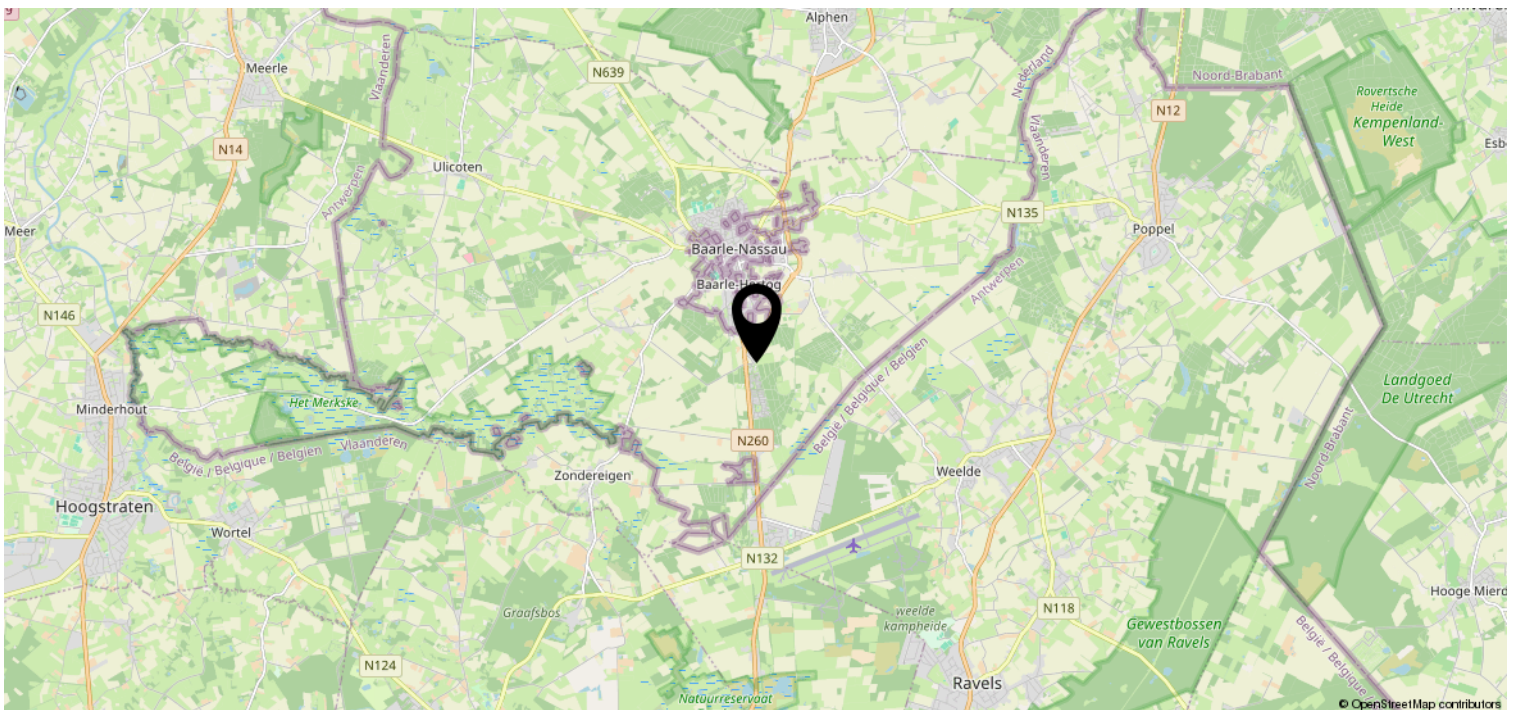 Alphen
Meerle
N639
Vlaanderen
Nederland
Noord-Brabant
Rovertsche
Heide
Kempenland-
West
N12
N14
Vlaanderen
Ulicoten
Antwerpen
N135
Meer
Baarle-Nassau
Poppel
Baarle-Hertog
Antwerpen
N146
België / Belgique / Belgien
Landgoed
De Utrecht
Het Merkske
Minderhout
Vlaanderen
België / Belgique / Belgien
N260
Noord-Brabant
Zondereigen
Weelde
Hoogstraten
Wortel
N132
Graafsbos
weelde
kampheide
N118
Hooge Mierd
Gewestbossen
van Ravels
België / Belgique /
N124
Ravels
Natuurreservaat
© OpenStreetMap contributors